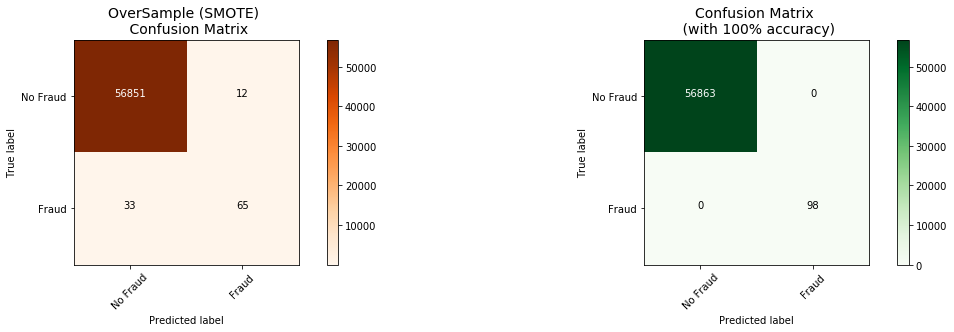 OverSample (SMOTE)
Confusion Matrix
No Fraud
56851
12
Fraud
33
65
True label
No Fraud
Fraud
Predicted label
50000
40000
30000
20000
10000
Confusion Matrix
(with 100% accuracy)
No Fraud
56863
0
Fraud
0
98
True label
No Fraud
Fraud
Predicted label
50000
40000
30000
20000
10000
0